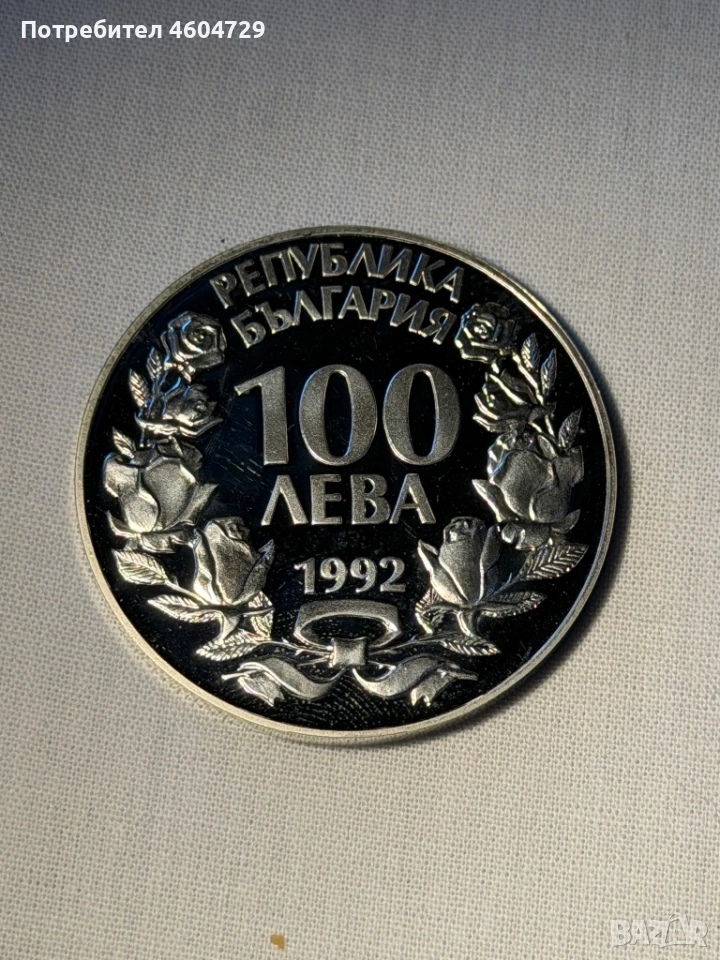 Потребител 4604729
РЕПУБЛИКА
БЪЛГАРИЯ
100
ЛЕВА
1992
BAZAR